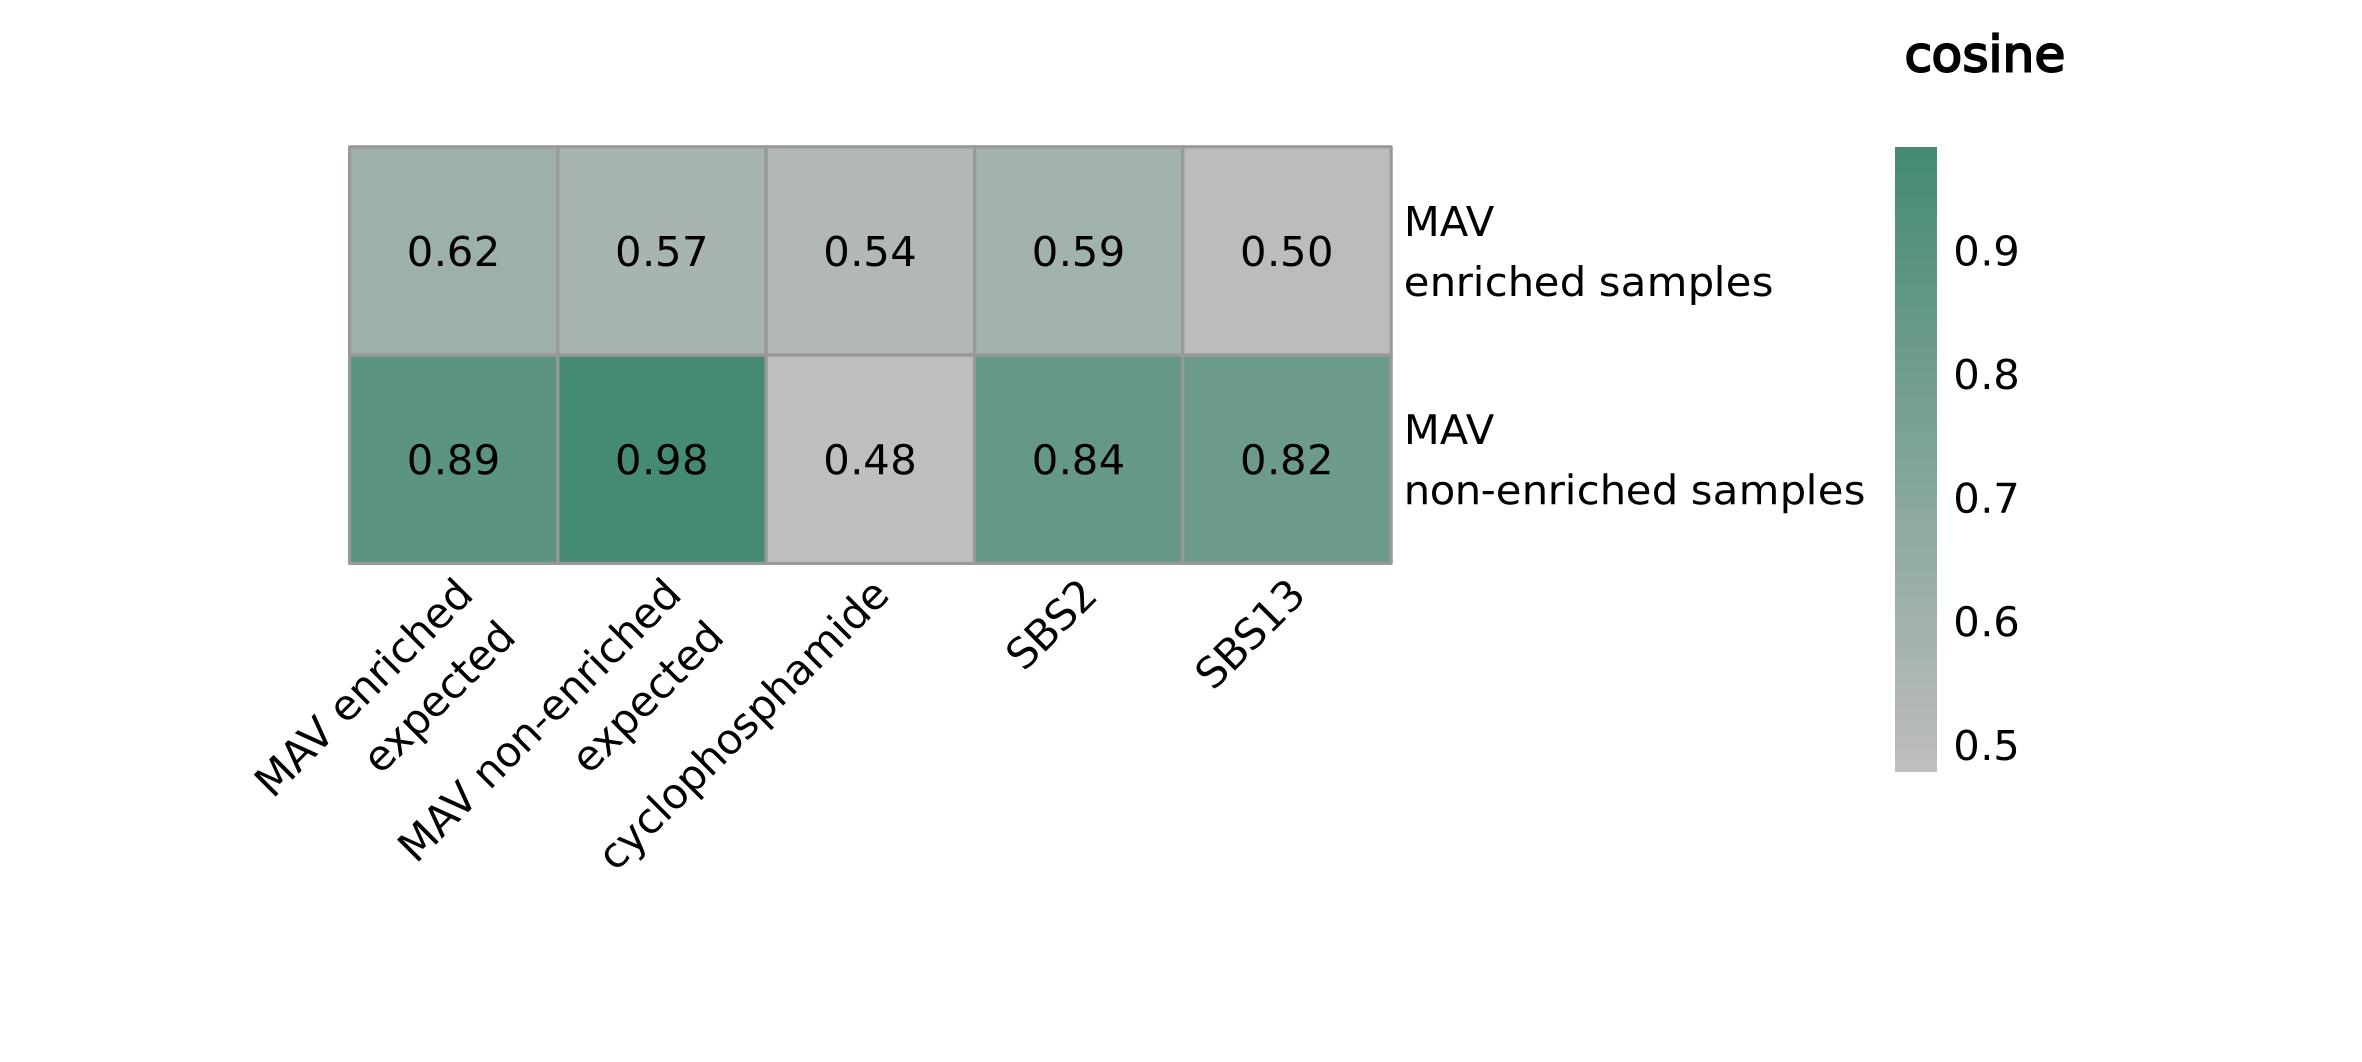 cosine
0.62 0.57 0.54 0.59 0.50
MAV
enriched samples
0.89 0.98 0.48 0.84 0.82
MAV
non-enriched samples
MAV enriched
expected
MAV non-enriched
expected
cyclophosphamide
SBS2
SBS13
0.9
0.8
0.7
0.6
0.5